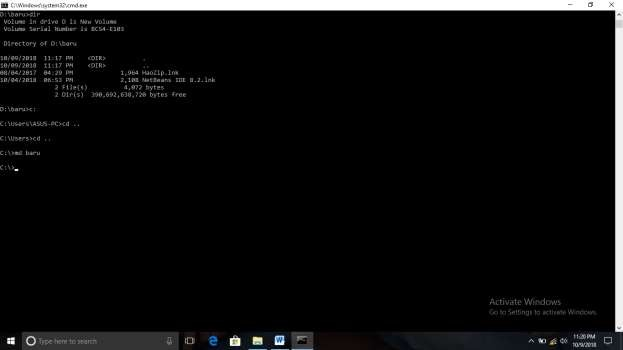 C:\Windows\system32\cmd.exe
D:\baru>dir
Volume in drive D is New Volume
Volume Serial Number is BC54-E103
Directory of D:\baru
10/09/2018 11:17 PM <DIR> .
10/09/2018 11:17 PM <DIR> ..
08/04/2017 04:29 PM 1,964 HaoZip.lnk
10/04/2018 06:53 PM 2,108 NetBeans IDE 8.2.lnk
2 File(s) 4,072 bytes
2 Dir(s) 390,692,638,720 bytes free
D:\baru>c:
C:\Users\ASUS-PC>cd ..
C:\Users>cd ..
C:\>md baru
C:\>
Activate Windows
Go to Settings to activate Windows.
Type here to search
11:20 PM
10/9/2018